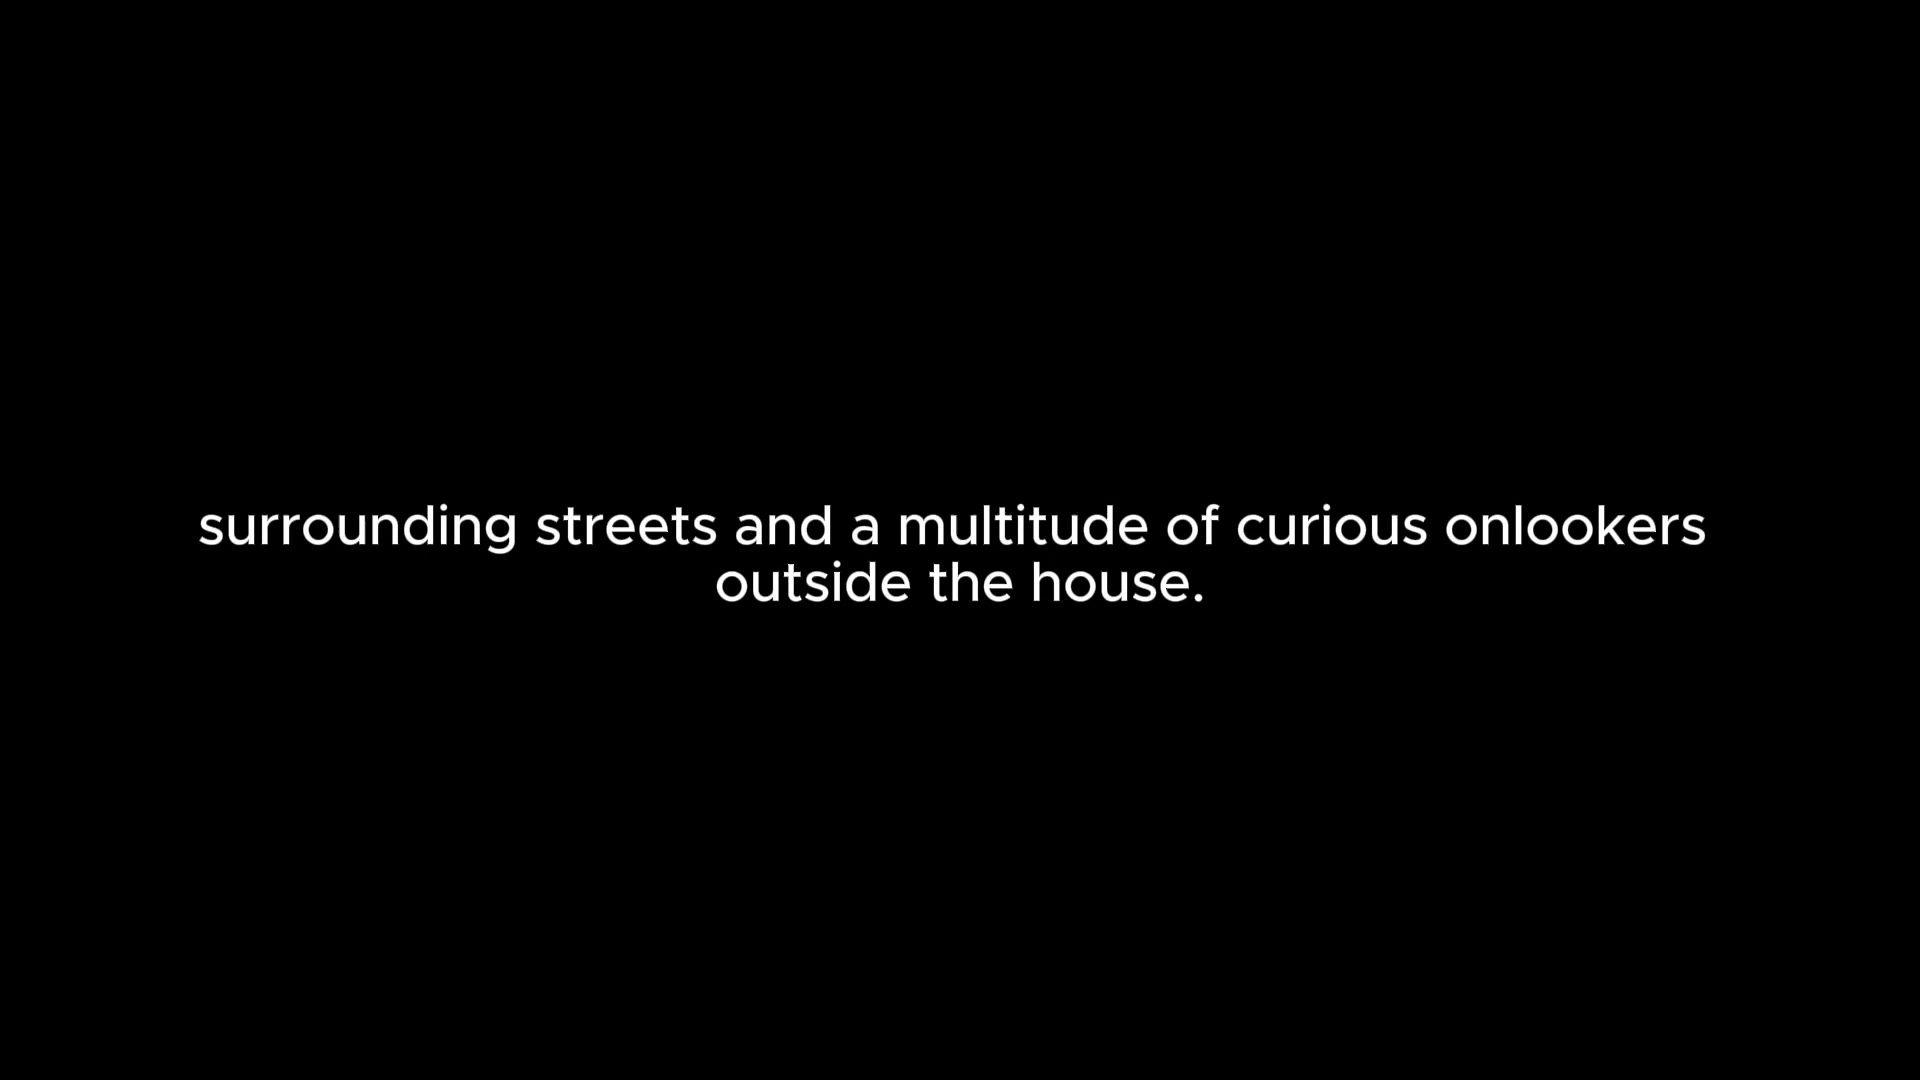 surrounding streets and a multitude of curious onlookers
outside the house.